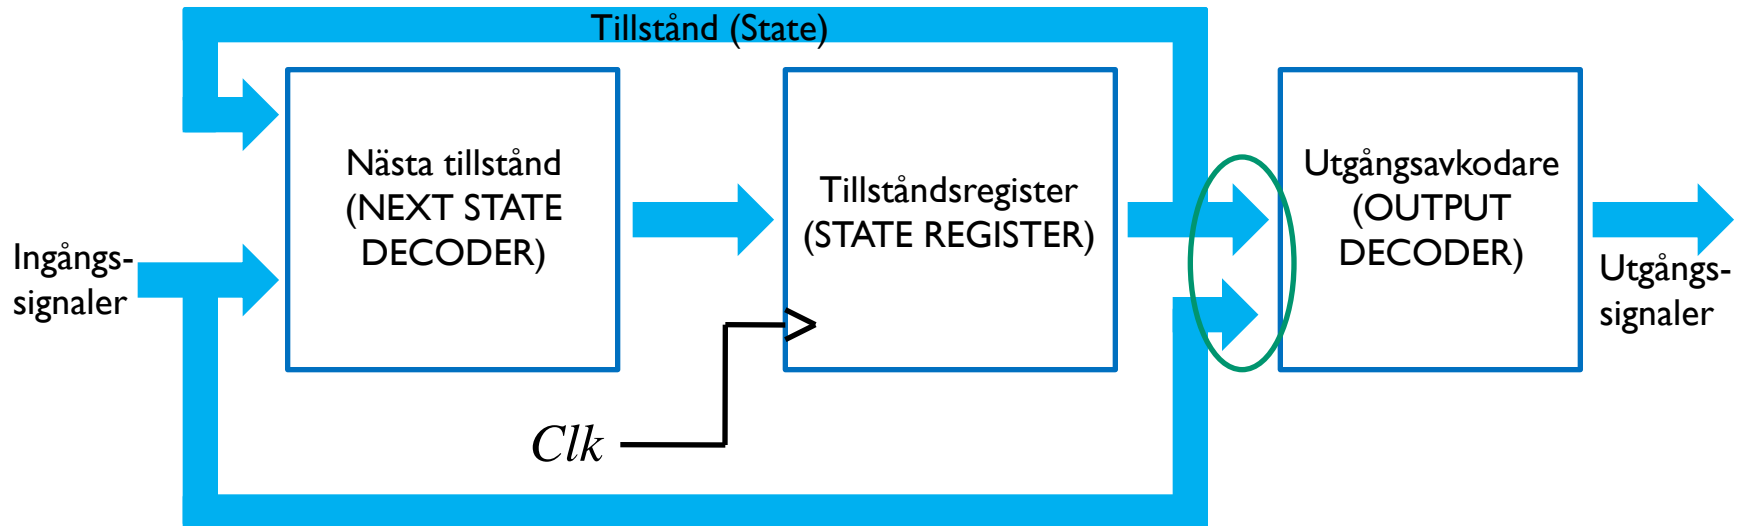 Tillstånd (State)
Nästa tillstånd
(NEXT STATE
DECODER)
Tillståndsregister
(STATE REGISTER)
Utgångsavkodare
(OUTPUT
DECODER)
Ingångs-
signaler
Utgångs-
signaler
Clk